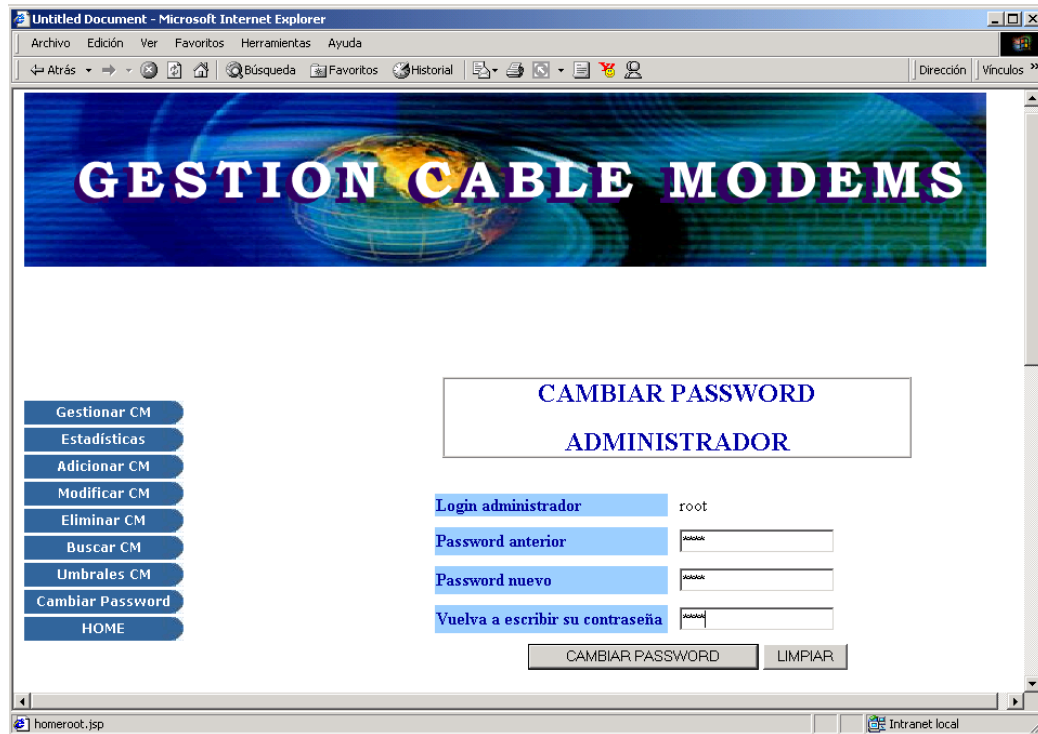 Untitled Document - Microsoft Internet Explorer
Archivo Edición Ver Favoritos Herramientas Ayuda
Atrás Búsqueda Favoritos Historial Dirección Vínculos »
GESTION CABLE MODEMS
CAMBIAR PASSWORD
ADMINISTRADOR
Gestionar CM
Estadísticas
Adicionar CM
Modificar CM
Eliminar CM
Buscar CM
Umbrales CM
Cambiar Password
HOME
Login administrador root
Password anterior ****
Password nuevo ****
Vuelva a escribir su contraseña ****
CAMBIAR PASSWORD LIMPIAR
homeroot.jsp Intranet local